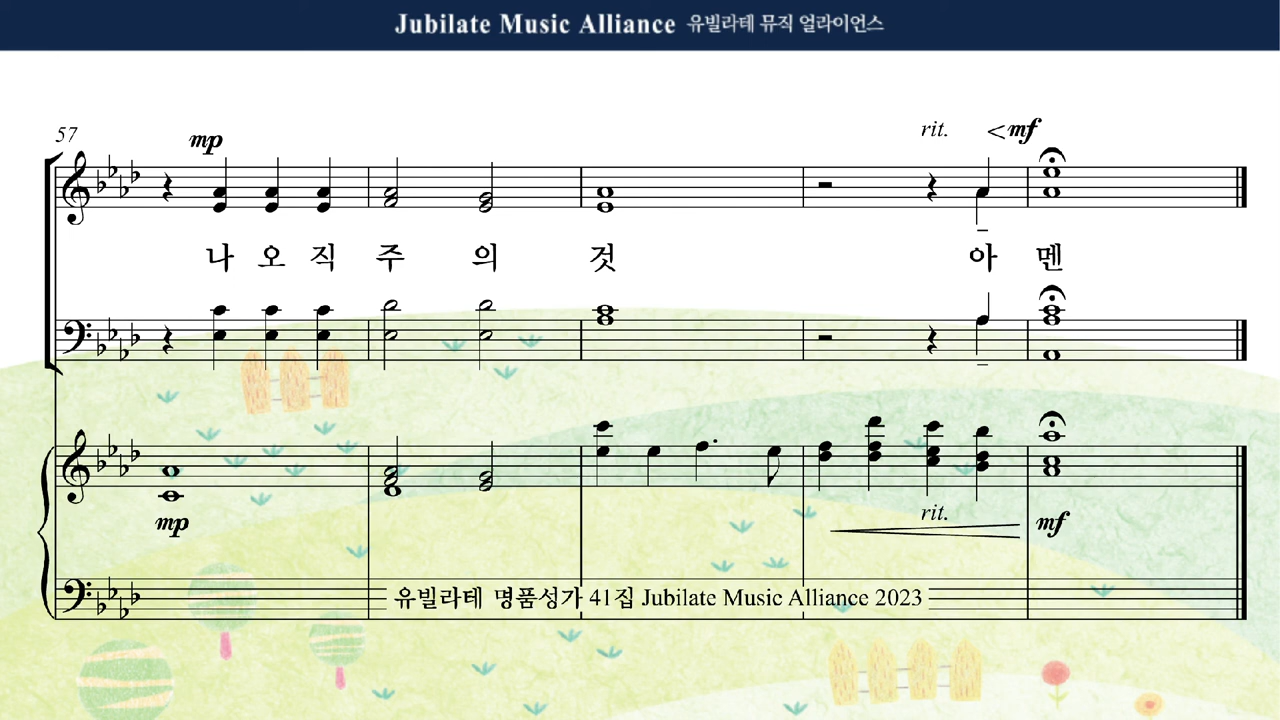 Jubilate Music Alliance 유빌라테 뮤직 얼라이언스
57
mp
rit.
mf
나 오 직 주 의 것 아 멘
mp
rit.
mf
유빌라테 명품성가 41집 Jubilate Music Alliance 2023